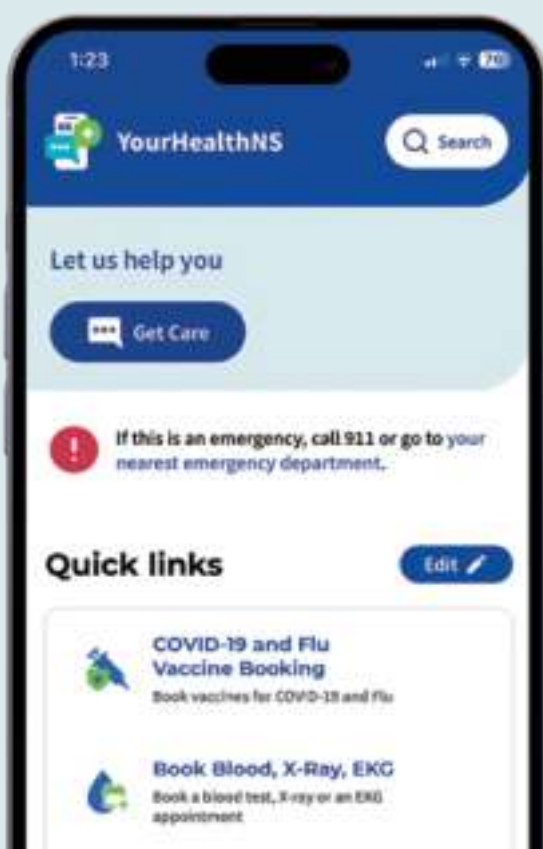 1:23
70
YourHealthNS
Search
Let us help you
Get Care
If this is an emergency, call 911 or go to your
nearest emergency department.
Quick links
Edit
COVID-19 and Flu
Vaccine Booking
Book vaccines for COVID-19 and Flu
Book Blood, X-Ray, EKG
Book a blood test, X-ray or an EKG
appointment